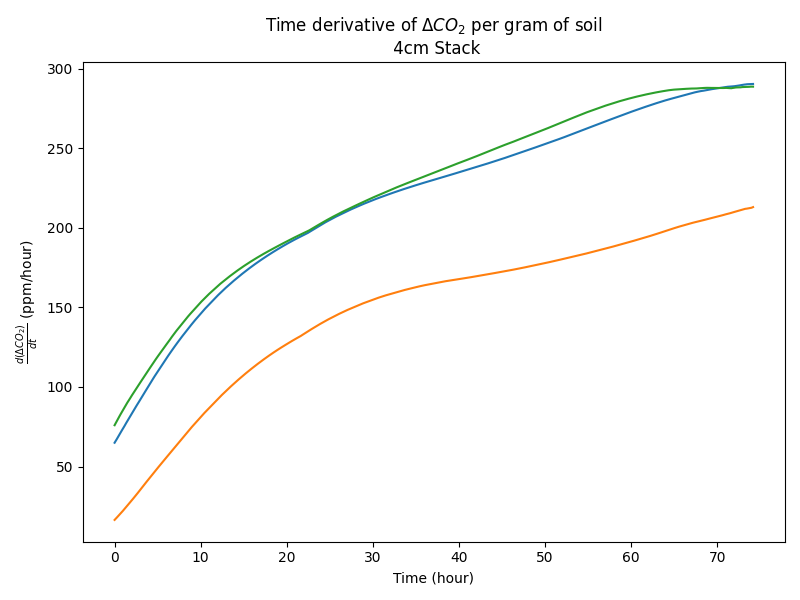 Time derivative of ΔCO₂ per gram of soil
4cm Stack
300
250
200
150
100
50
d(ΔCO₂)/dt (ppm/hour)
0 10 20 30 40 50 60 70
Time (hour)